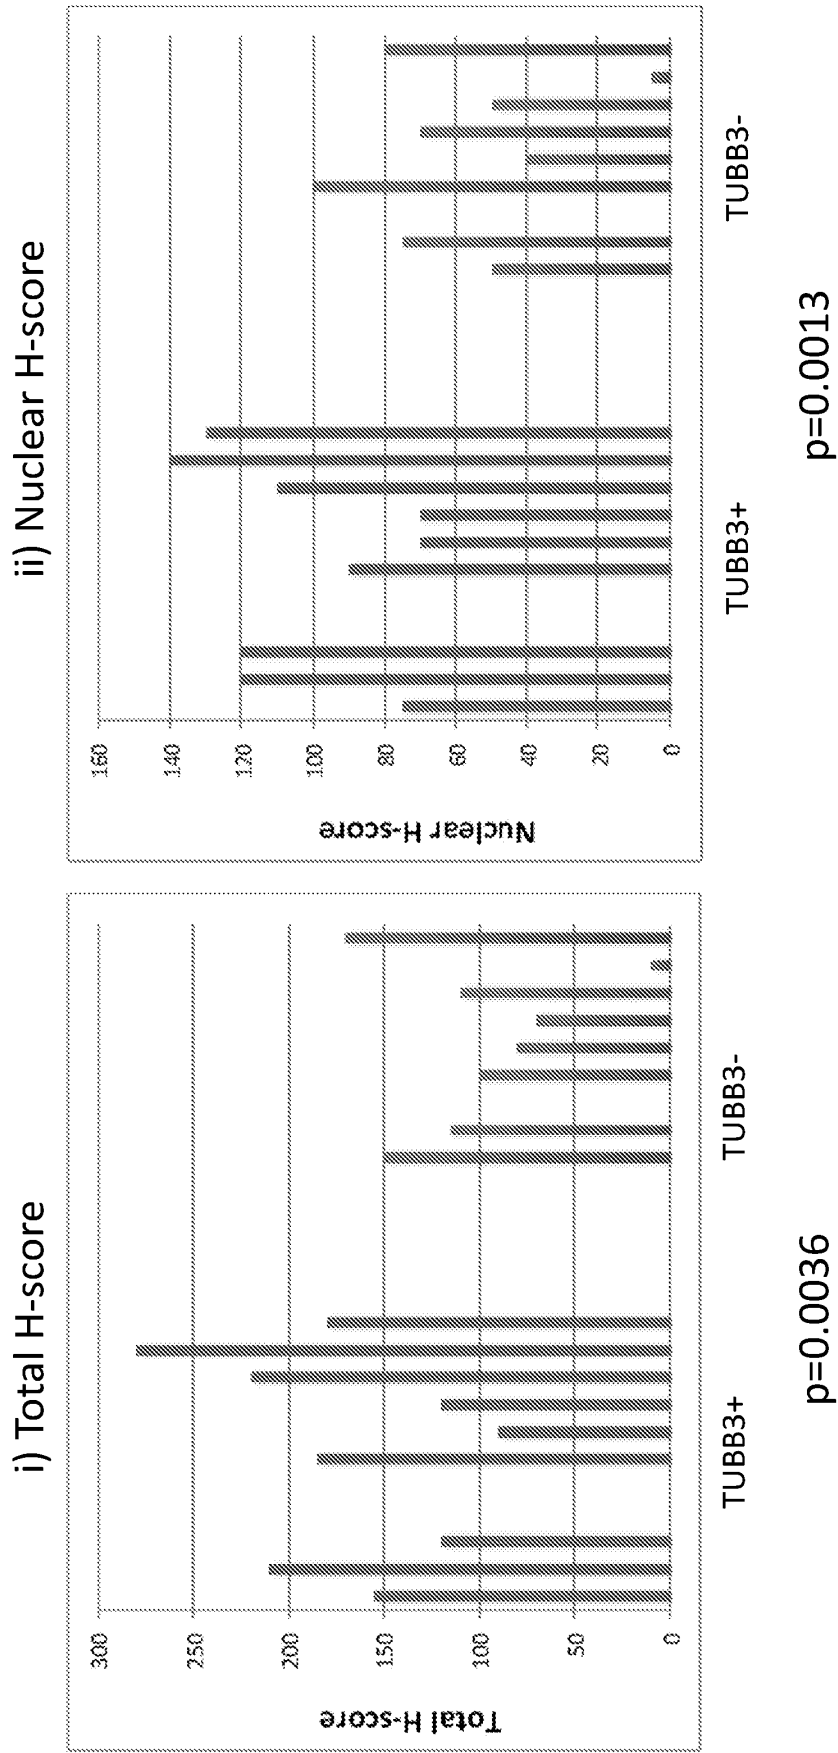 i) Total H-score
Total H-score
300
250
200
150
100
50
0
TUBB3+
TUBB3-
p=0.0036
ii) Nuclear H-score
Nuclear H-score
160
140
120
100
80
60
40
20
0
TUBB3+
TUBB3-
p=0.0013